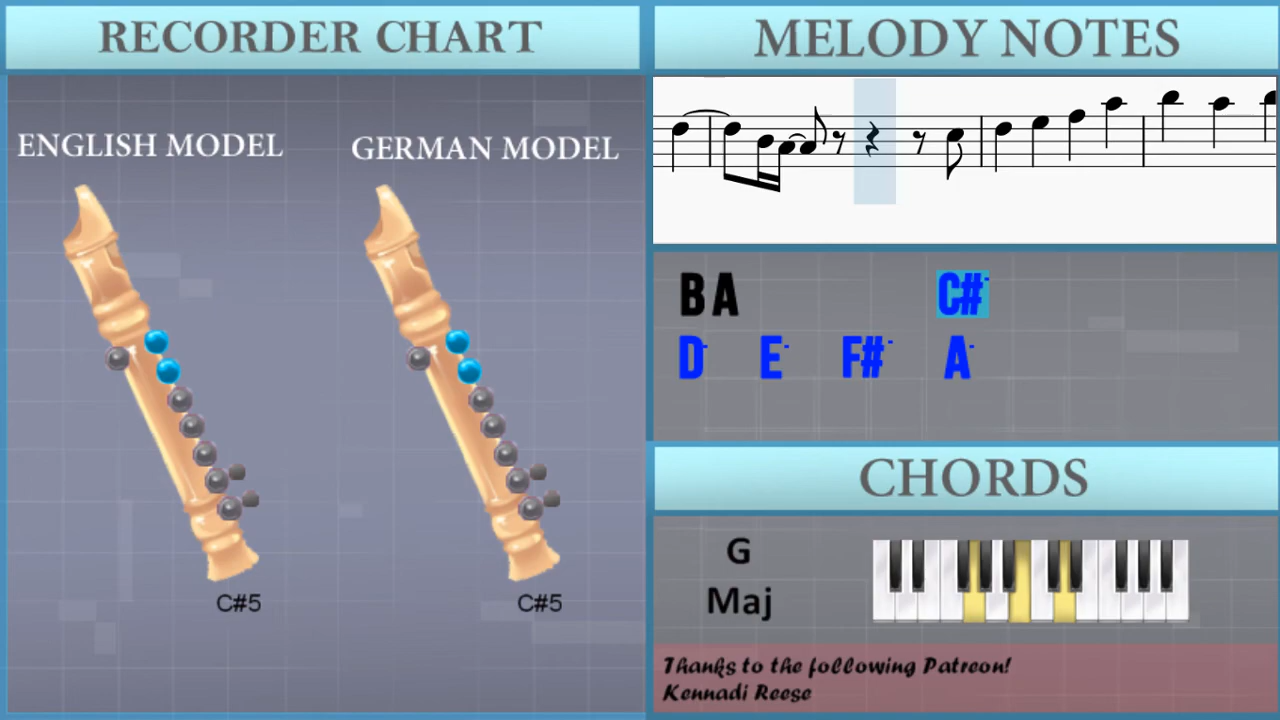 RECORDER CHART
ENGLISH MODEL
GERMAN MODEL
C#5
C#5
MELODY NOTES
B A C#-
D- E- F#- A-
CHORDS
G
Maj
Thanks to the following Patreon!
Kennadi Reese